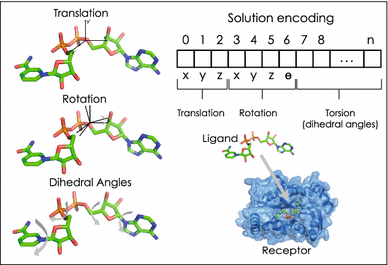 Translation
Rotation
Dihedral Angles
Solution encoding
0 1 2 3 4 5 6 7 8 n
...
x y z x y z ɵ
Translation Rotation Torsion
(dihedral angles)
Ligand
Receptor